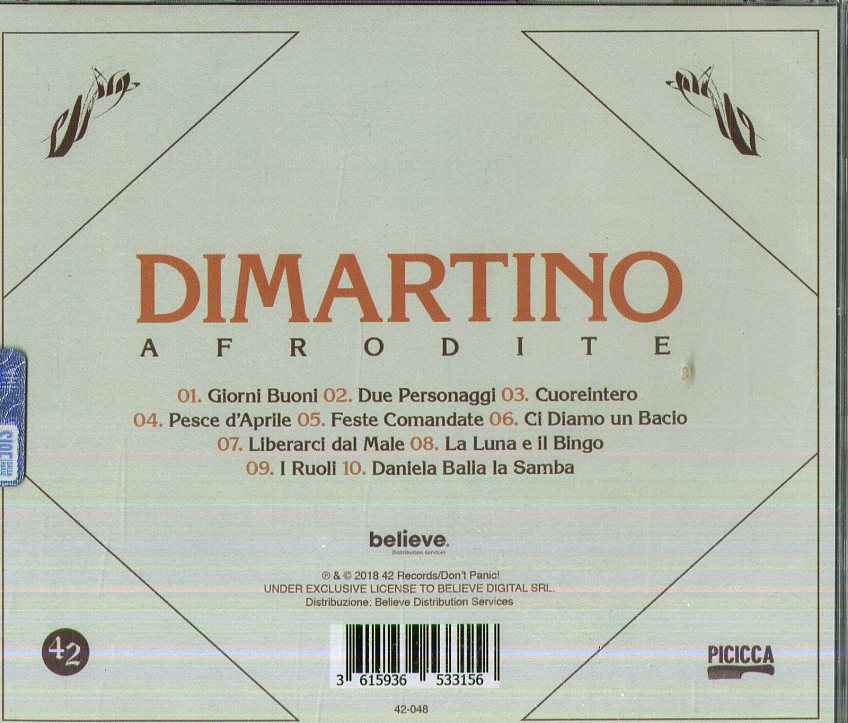 DIMARTINO
AFRODITE
01. Giorni Buoni 02. Due Personaggi 03. Cuoreintero
04. Pesce d'Aprile 05. Feste Comandate 06. Ci Diamo un Bacio
07. Liberarci dal Male 08. La Luna e il Bingo
09. I Ruoli 10. Daniela Balla la Samba
believe.
Distribution services
℗ & © 2018 42 Records/Don't Panic!
UNDER EXCLUSIVE LICENSE TO BELIEVE DIGITAL SRL.
Distribuzione: Believe Distribution Services
42
PICICCA
3 615936 533156
42-048